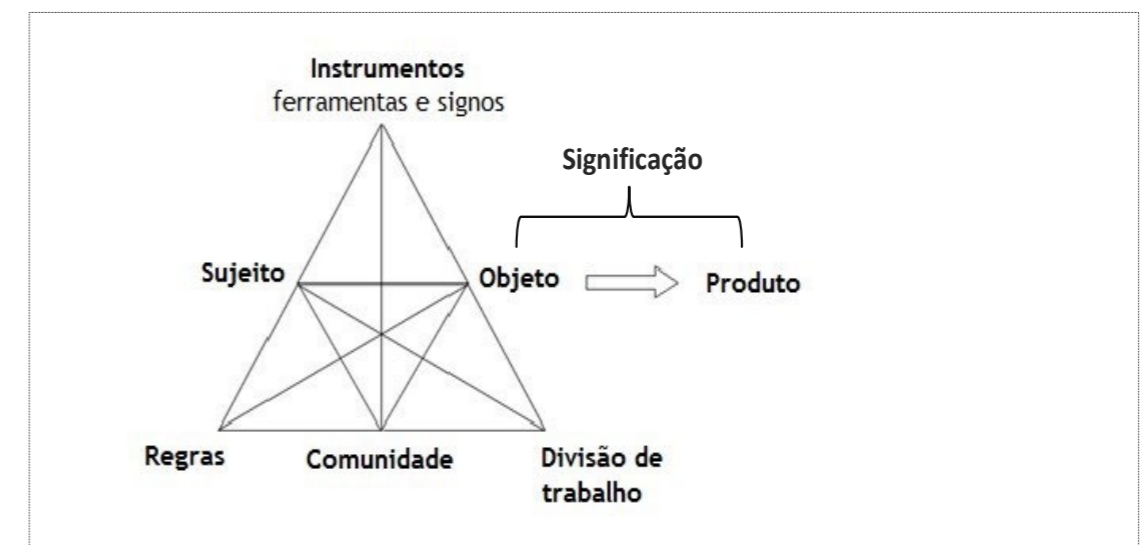 Instrumentos
ferramentas e signos
Significação
Sujeito
Objeto
Produto
Regras
Comunidade
Divisão de
trabalho